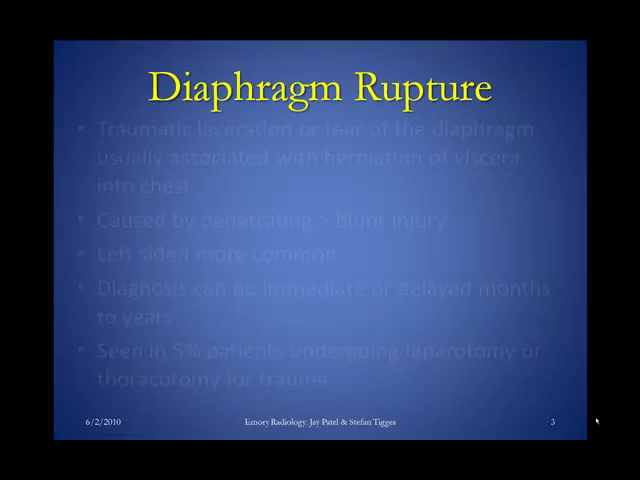 Diaphragm Rupture
• Traumatic laceration or tear of the diaphragm
usually associated with herniation of viscera
into chest
• Caused by penetrating > blunt injury
• Left sided more common
• Diagnosis can be immediate or delayed months
to years
• Seen in 5% patients undergoing laparotomy or
thoracotomy for trauma
6/2/2010 Emory Radiology: Jay Patel & Stefan Tigges 3